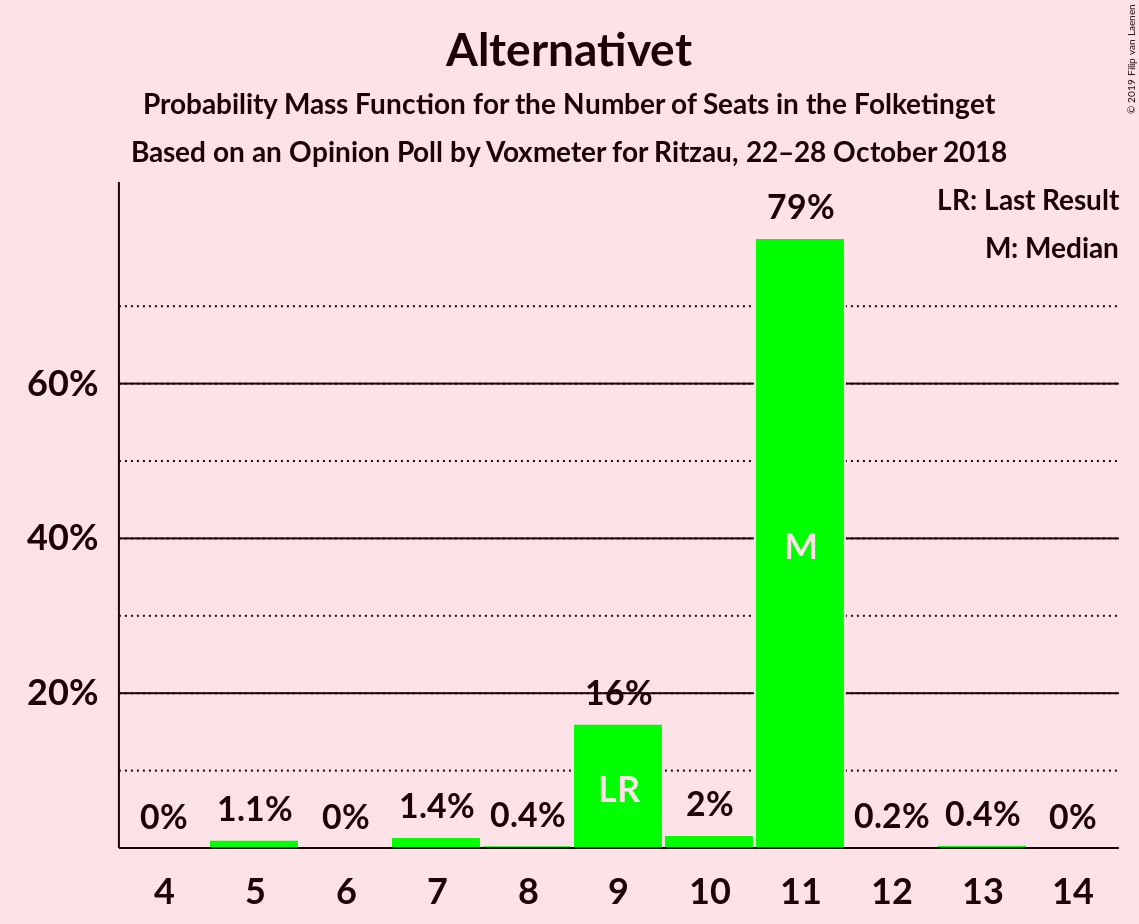 Alternativet
Probability Mass Function for the Number of Seats in the Folketinget
Based on an Opinion Poll by Voxmeter for Ritzau, 22–28 October 2018
© 2019 Filip van Laenen
LR: Last Result
M: Median
60%
40%
20%
0%
1.1%
0%
1.4%
0.4%
16%
LR
2%
79%
M
0.2%
0.4%
0%
4 5 6 7 8 9 10 11 12 13 14